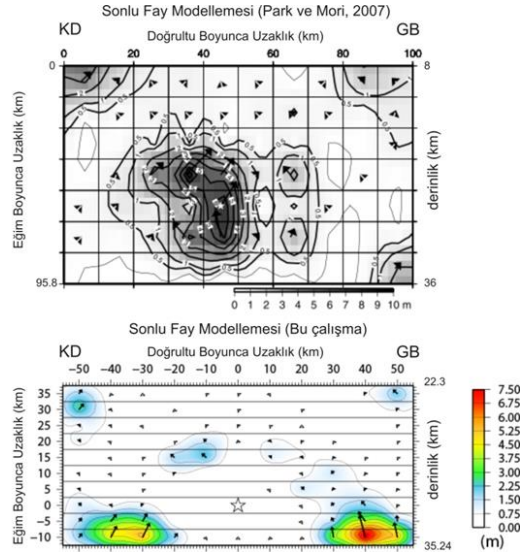 Sonlu Fay Modellemesi (Park ve Mori, 2007)
KD Doğrultu Boyunca Uzaklık (km) GB
0 20 40 60 80 100
0 8
Eğim Boyunca Uzaklık (km)
derinlik (km)
95.8 36
0 1 2 3 4 5 6 7 8 9 10 m
Sonlu Fay Modellemesi (Bu çalışma)
KD Doğrultu Boyunca Uzaklık (km) GB
−50 −40 −30 −20 −10 0 10 20 30 40 50
Eğim Boyunca Uzaklık (km)
35
30
25
20
15
10
5
0
−5
−10
22.3
derinlik (km)
35.24
7.50
6.75
6.00
5.25
4.50
3.75
3.00
2.25
1.50
0.75
0.00
(m)